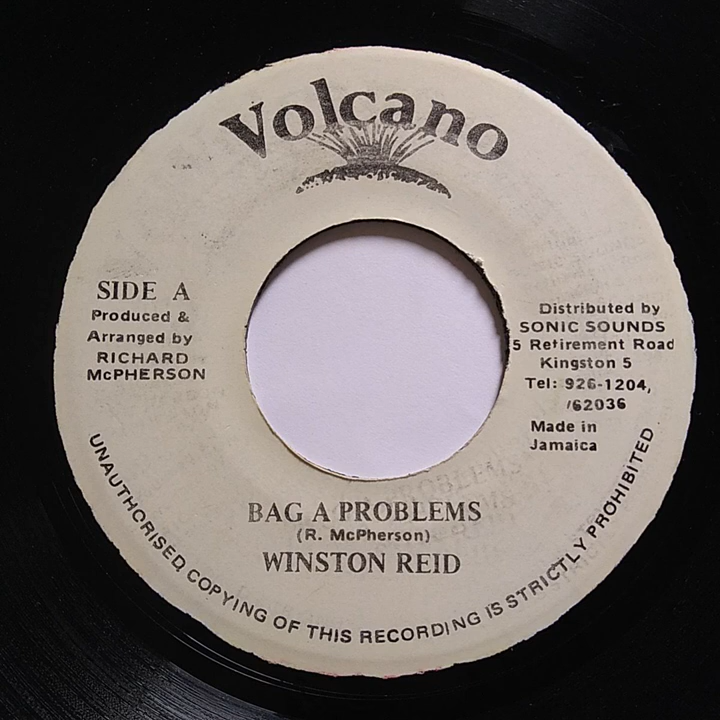 Volcano
SIDE A
Produced &
Arranged by
RICHARD
McPHERSON
Distributed by
SONIC SOUNDS
5 Retirement Road
Kingston 5
Tel: 926-1204,
/62036
Made in
Jamaica
BAG A PROBLEMS
(R. McPherson)
WINSTON REID
UNAUTHORISED COPYING OF THIS RECORDING IS STRICTLY PROHIBITED